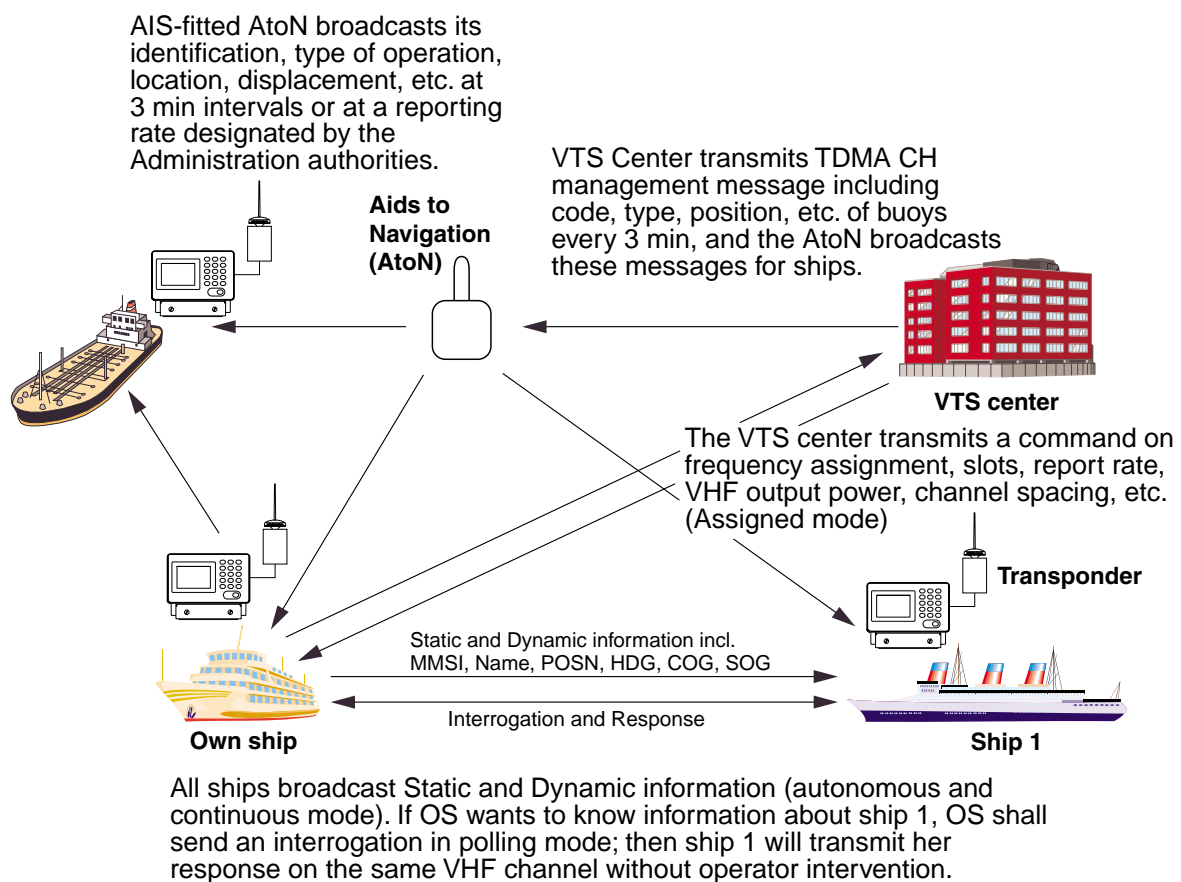 AIS-fitted AtoN broadcasts its
identification, type of operation,
location, displacement, etc. at
3 min intervals or at a reporting
rate designated by the
Administration authorities.
Aids to
Navigation
(AtoN)
VTS Center transmits TDMA CH
management message including
code, type, position, etc. of buoys
every 3 min, and the AtoN broadcasts
these messages for ships.
VTS center
The VTS center transmits a command on
frequency assignment, slots, report rate,
VHF output power, channel spacing, etc.
(Assigned mode)
Transponder
Static and Dynamic information incl.
MMSI, Name, POSN, HDG, COG, SOG
Interrogation and Response
Own ship
Ship 1
All ships broadcast Static and Dynamic information (autonomous and
continuous mode). If OS wants to know information about ship 1, OS shall
send an interrogation in polling mode; then ship 1 will transmit her
response on the same VHF channel without operator intervention.